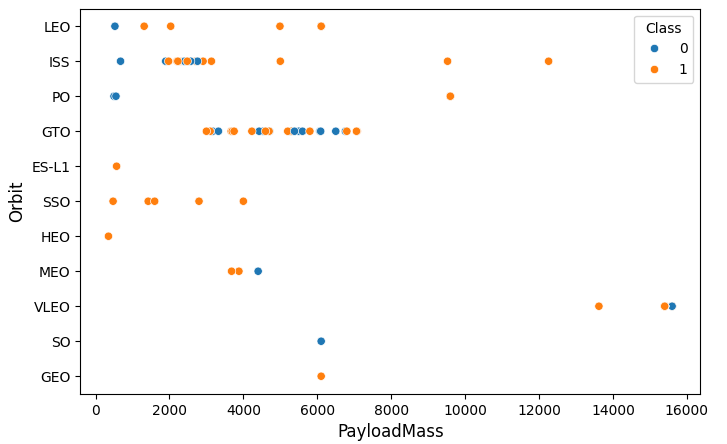 LEO
ISS
PO
GTO
ES-L1
SSO
HEO
MEO
VLEO
SO
GEO
Orbit
Class
0
1
0 2000 4000 6000 8000 10000 12000 14000 16000
PayloadMass